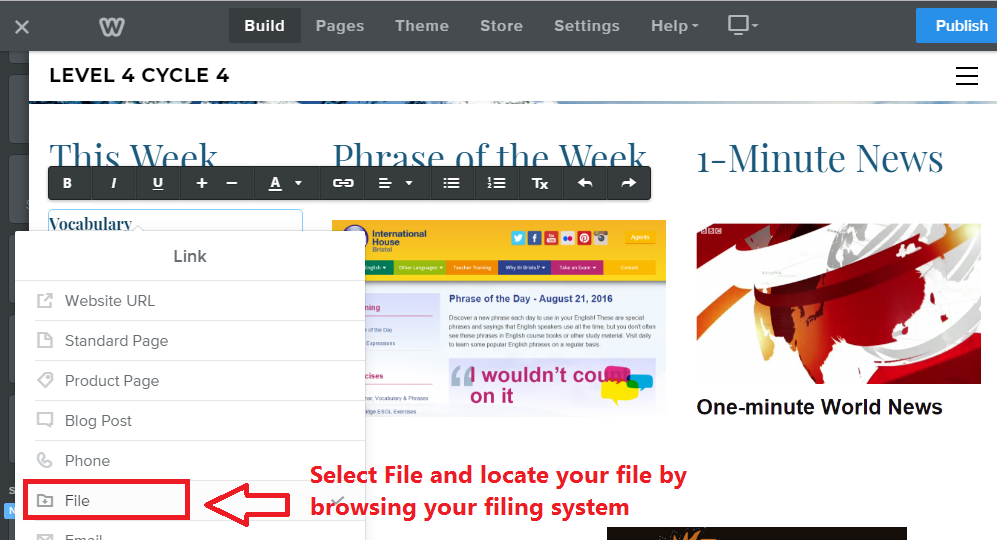 Build Pages Theme Store Settings Help Publish
LEVEL 4 CYCLE 4
This Week Phrase of the Week 1-Minute News
B I U + − A Tx
Vocabulary
Link
Website URL
Standard Page
Product Page
Blog Post
Phone
File
Email
International
House
Bristol
Agents
English Other Languages Teacher Training Why IH Bristol? Take an Exam Contact
Phrase of the Day - August 21, 2016
Discover a new phrase each day to use in your English! These are special
phrases and sayings that English speakers use all the time, but you don't often
see these phrases in English course books or other study material. Visit daily
to learn some popular English phrases on a regular basis.
I wouldn't count
on it
BBC
One-minute World News
Select File and locate your file by
browsing your filing system